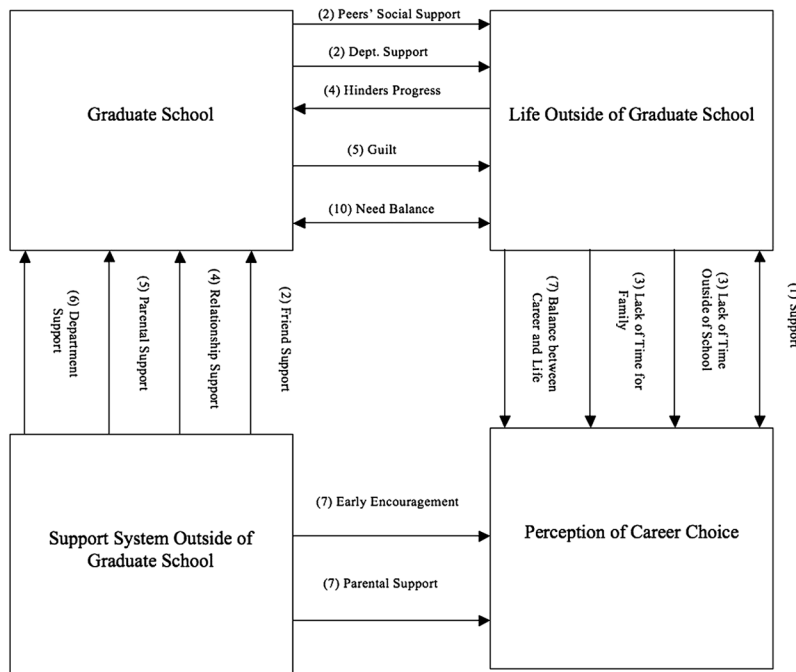 (2) Peers' Social Support
(2) Dept. Support
(4) Hinders Progress
Graduate School
Life Outside of Graduate School
(5) Guilt
(10) Need Balance
(6) Department
Support
(5) Parental Support
(4) Relationship Support
(2) Friend Support
(7) Balance between
Career and Life
(3) Lack of Time for
Family
(3) Lack of Time
Outside of School
(1) Support
(7) Early Encouragement
Support System Outside of
Graduate School
Perception of Career Choice
(7) Parental Support